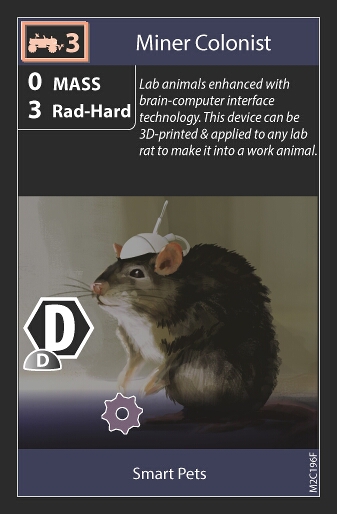 3
Miner Colonist
0 MASS
3 Rad-Hard
Lab animals enhanced with
brain-computer interface
technology. This device can be
3D-printed & applied to any lab
rat to make it into a work animal.
D
D
Smart Pets
M2C196F